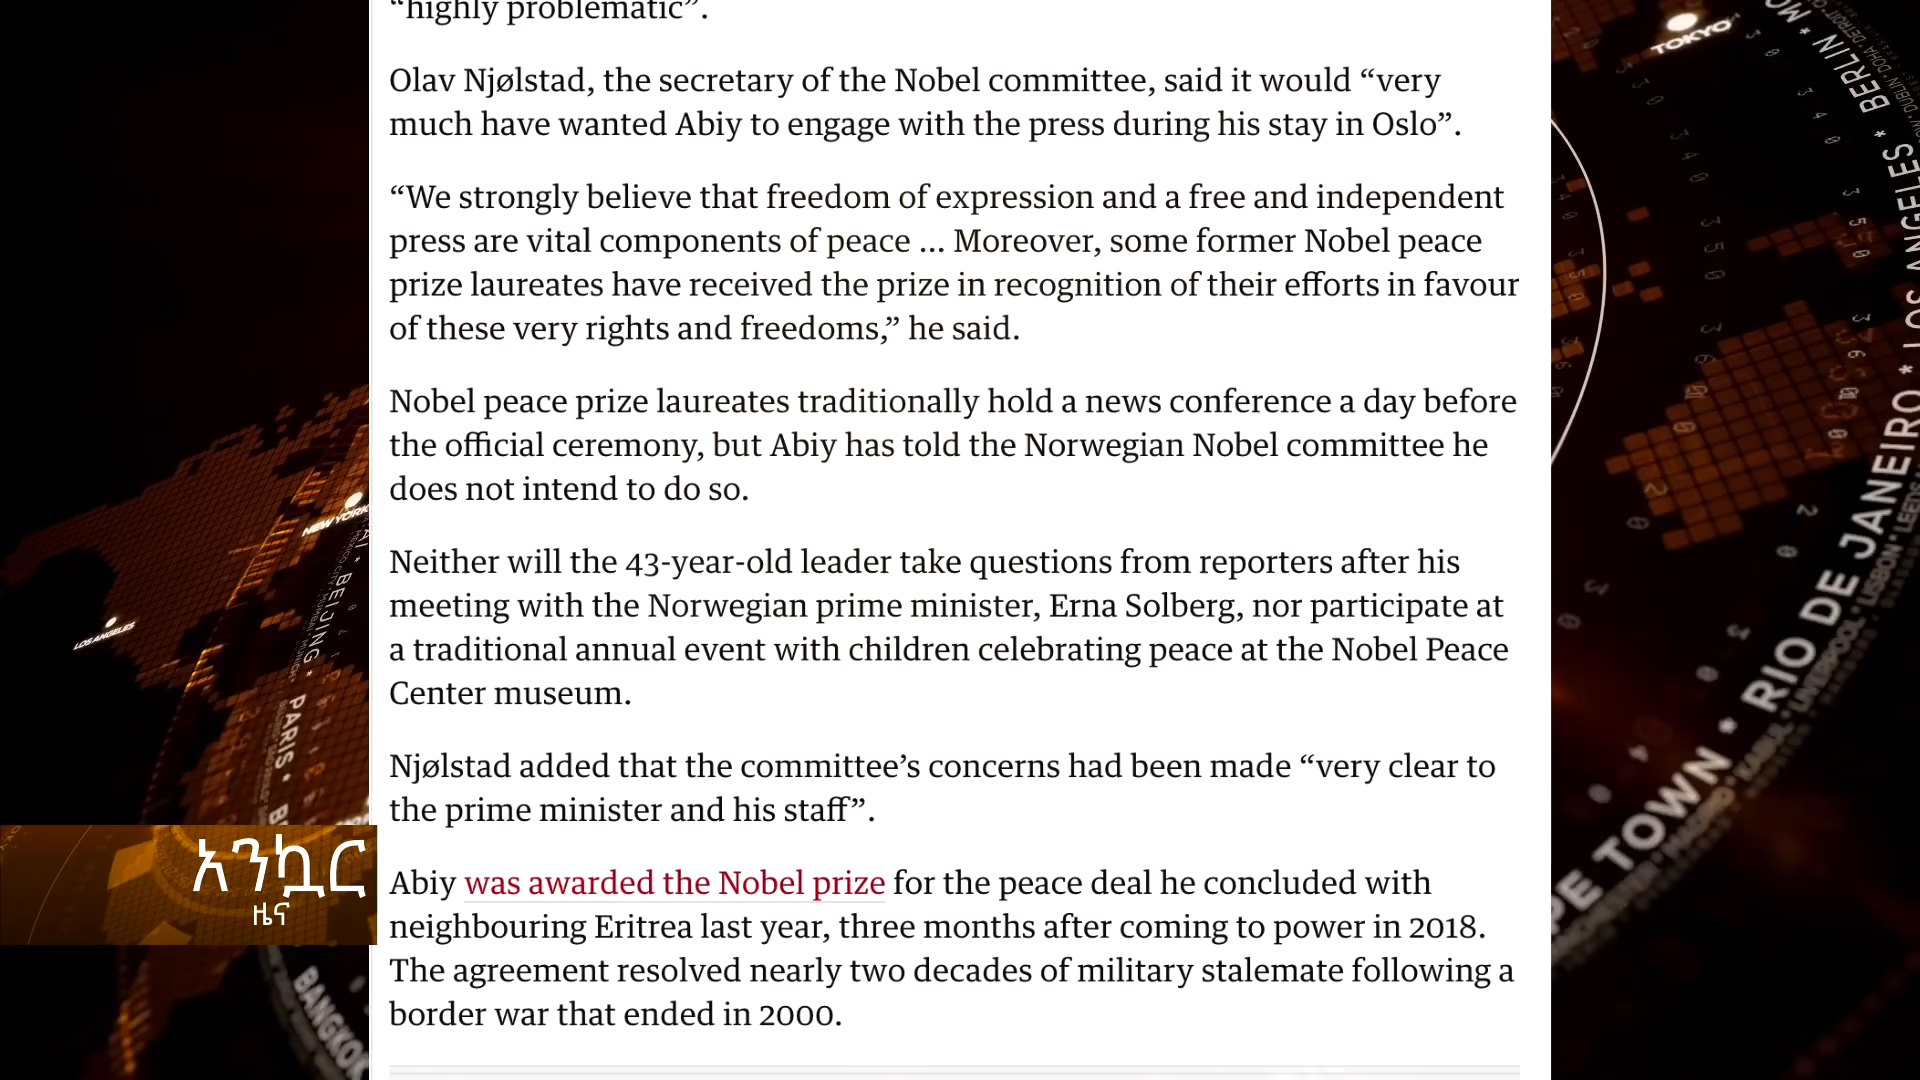 “highly problematic”.
Olav Njølstad, the secretary of the Nobel committee, said it would “very
much have wanted Abiy to engage with the press during his stay in Oslo”.
“We strongly believe that freedom of expression and a free and independent
press are vital components of peace ... Moreover, some former Nobel peace
prize laureates have received the prize in recognition of their efforts in favour
of these very rights and freedoms,” he said.
Nobel peace prize laureates traditionally hold a news conference a day before
the official ceremony, but Abiy has told the Norwegian Nobel committee he
does not intend to do so.
Neither will the 43-year-old leader take questions from reporters after his
meeting with the Norwegian prime minister, Erna Solberg, nor participate at
a traditional annual event with children celebrating peace at the Nobel Peace
Center museum.
Njølstad added that the committee’s concerns had been made “very clear to
the prime minister and his staff”.
Abiy was awarded the Nobel prize for the peace deal he concluded with
neighbouring Eritrea last year, three months after coming to power in 2018.
The agreement resolved nearly two decades of military stalemate following a
border war that ended in 2000.
አንኳር
ዜና
NEW YORK
LOS ANGELES
BEIJING * PARIS *
BANGKOK
TOKYO
BERLIN *
LOS ANGELES *
RIO DE JANEIRO *
TOWN *
LISBON *
LIVERPOOL *
KABUL *
MADRID *